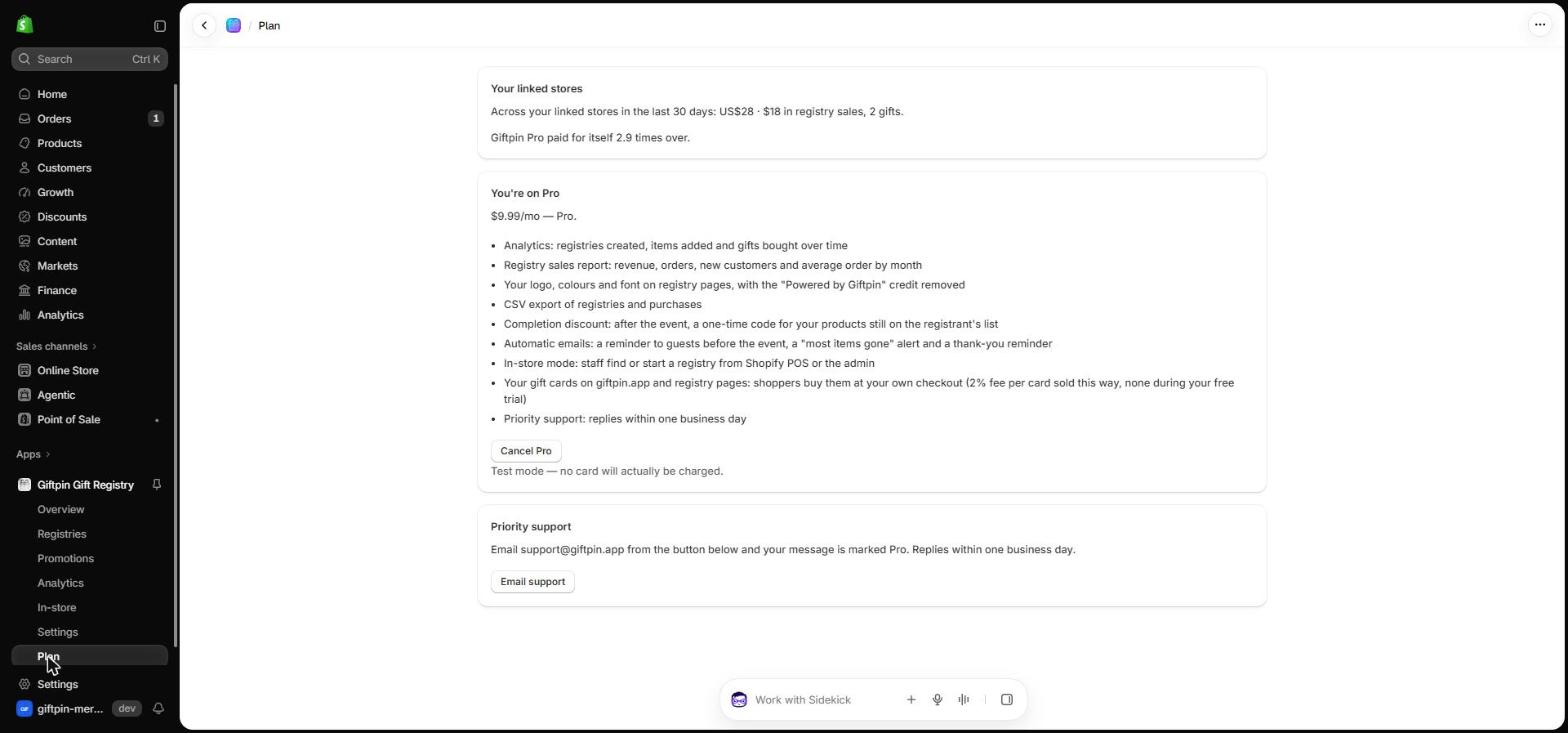 Plan
Search Ctrl K
Home
Orders 1
Products
Customers
Growth
Discounts
Content
Markets
Finance
Analytics
Sales channels
Online Store
Agentic
Point of Sale
Apps
Giftpin Gift Registry
Overview
Registries
Promotions
Analytics
In-store
Settings
Plan
Settings
giftpin-mer... dev
Your linked stores
Across your linked stores in the last 30 days: US$28 · $18 in registry sales, 2 gifts.
Giftpin Pro paid for itself 2.9 times over.
You're on Pro
$9.99/mo — Pro.
• Analytics: registries created, items added and gifts bought over time
• Registry sales report: revenue, orders, new customers and average order by month
• Your logo, colours and font on registry pages, with the "Powered by Giftpin" credit removed
• CSV export of registries and purchases
• Completion discount: after the event, a one-time code for your products still on the registrant's list
• Automatic emails: a reminder to guests before the event, a "most items gone" alert and a thank-you reminder
• In-store mode: staff find or start a registry from Shopify POS or the admin
• Your gift cards on giftpin.app and registry pages: shoppers buy them at your own checkout (2% fee per card sold this way, none during your free
trial)
• Priority support: replies within one business day
Cancel Pro
Test mode — no card will actually be charged.
Priority support
Email support@giftpin.app from the button below and your message is marked Pro. Replies within one business day.
Email support
Work with Sidekick